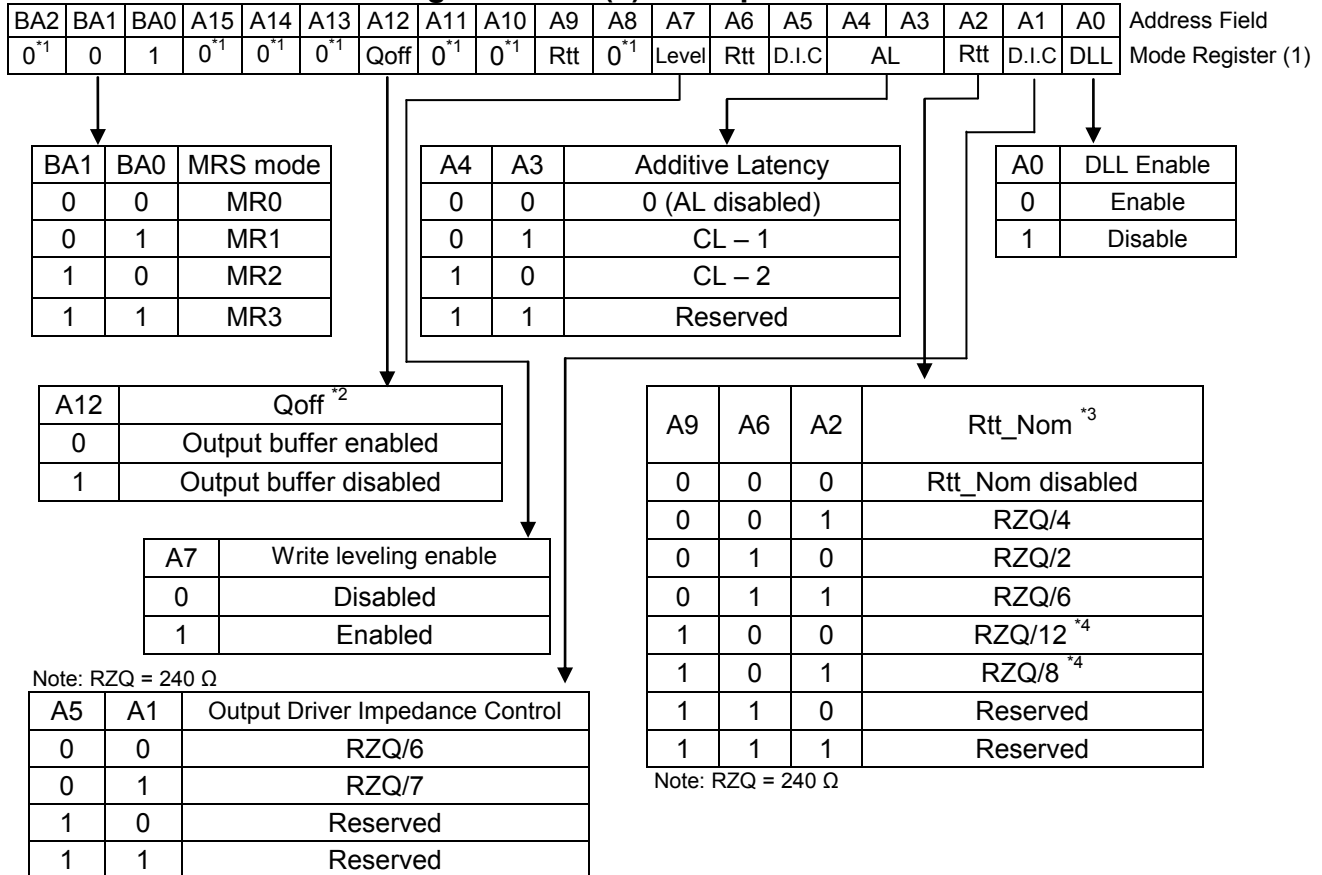 BA2 BA1 BA0 A15 A14 A13 A12 A11 A10 A9 A8 A7 A6 A5 A4 A3 A2 A1 A0 Address Field
0*1 0 1 0*1 0*1 0*1 Qoff 0*1 0*1 Rtt 0*1 Level Rtt D.I.C AL Rtt D.I.C DLL Mode Register (1)
BA1 BA0 MRS mode
0 0 MR0
0 1 MR1
1 0 MR2
1 1 MR3
A4 A3 Additive Latency
0 0 0 (AL disabled)
0 1 CL – 1
1 0 CL – 2
1 1 Reserved
A0 DLL Enable
0 Enable
1 Disable
A12 Qoff *2
0 Output buffer enabled
1 Output buffer disabled
A7 Write leveling enable
0 Disabled
1 Enabled
Note: RZQ = 240 Ω
A5 A1 Output Driver Impedance Control
0 0 RZQ/6
0 1 RZQ/7
1 0 Reserved
1 1 Reserved
A9 A6 A2 Rtt_Nom *3
0 0 0 Rtt_Nom disabled
0 0 1 RZQ/4
0 1 0 RZQ/2
0 1 1 RZQ/6
1 0 0 RZQ/12 *4
1 0 1 RZQ/8 *4
1 1 0 Reserved
1 1 1 Reserved
Note: RZQ = 240 Ω